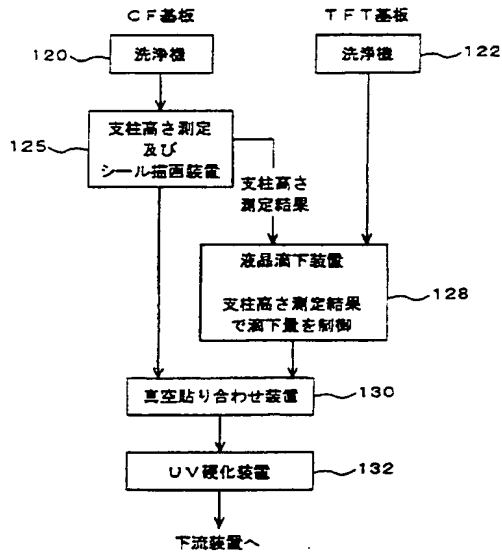 CF基板
TFT基板
120
洗浄機
洗浄機
122
125
支柱高さ測定
及び
シール描画装置
支柱高さ
測定結果
液晶滴下装置
支柱高さ測定結果
で滴下量を制御
128
真空貼り合わせ装置
130
UV硬化装置
132
下流装置へ